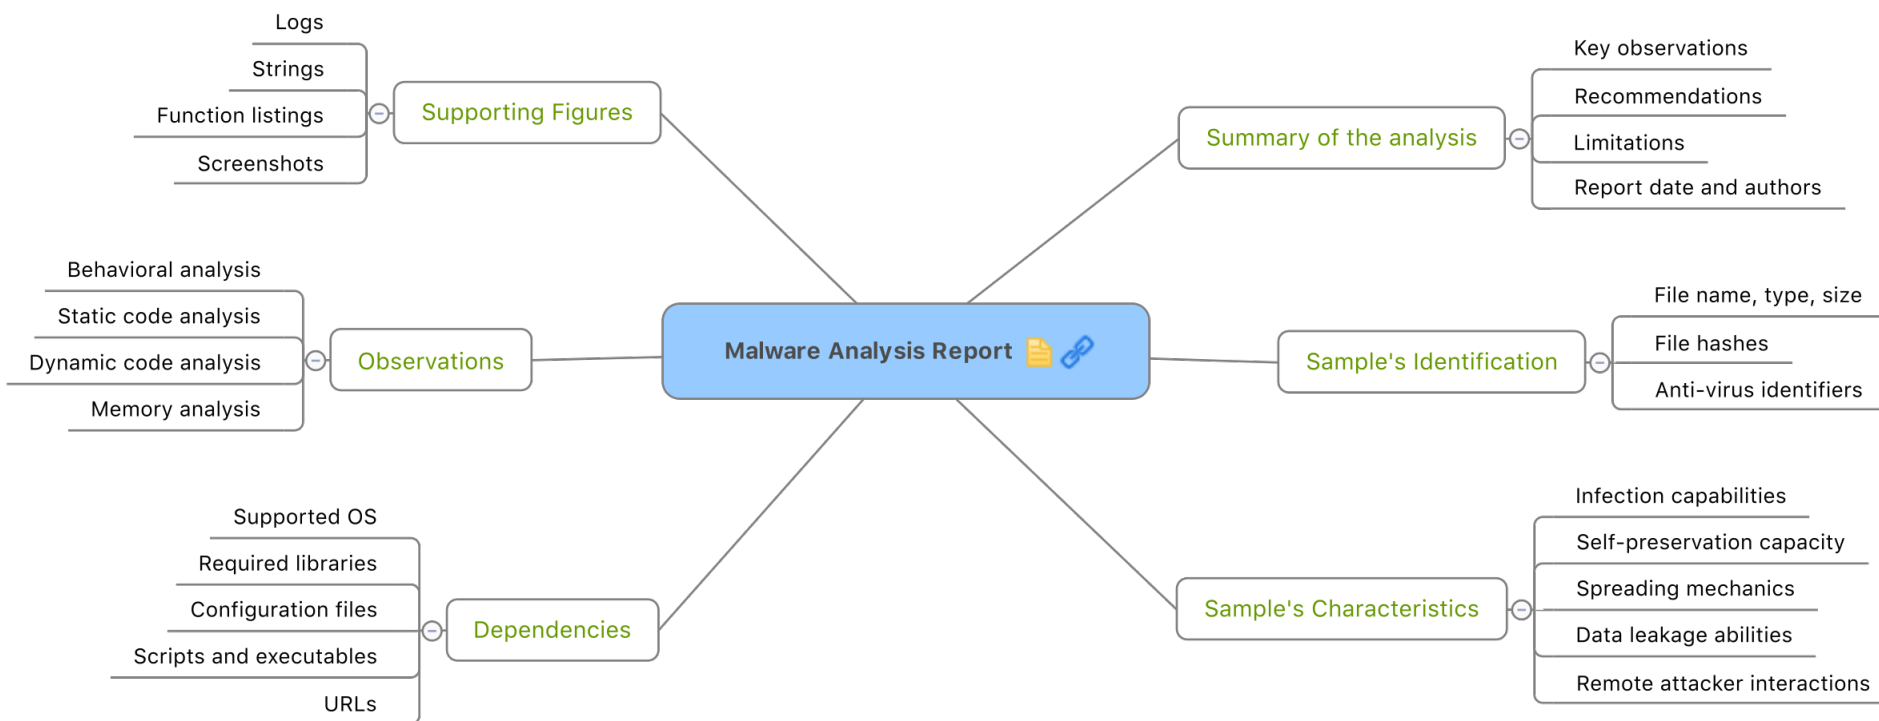 Malware Analysis Report
Summary of the analysis
Key observations
Recommendations
Limitations
Report date and authors
Sample's Identification
File name, type, size
File hashes
Anti-virus identifiers
Sample's Characteristics
Infection capabilities
Self-preservation capacity
Spreading mechanics
Data leakage abilities
Remote attacker interactions
Supporting Figures
Logs
Strings
Function listings
Screenshots
Observations
Behavioral analysis
Static code analysis
Dynamic code analysis
Memory analysis
Dependencies
Supported OS
Required libraries
Configuration files
Scripts and executables
URLs